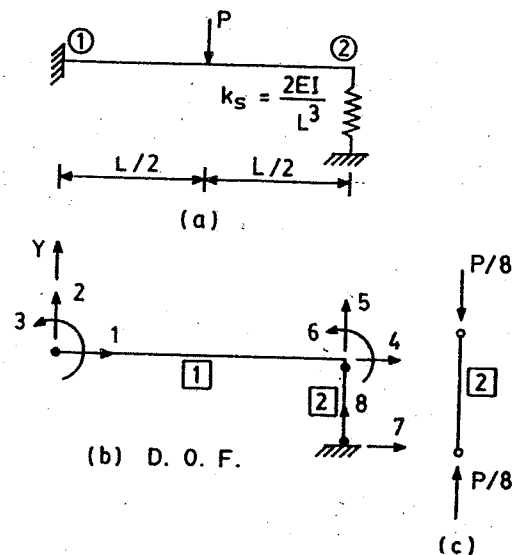 P
① ②
k_s = 2EI / L^3
L/2 L/2
(a)
Y
2 5 P/8
3 6
1 4
1 2 8 2
7
(b) D. O. F. P/8
(c)